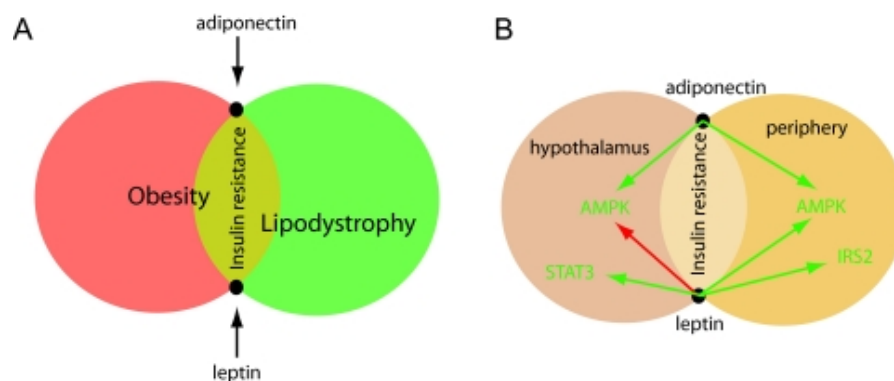 A
adiponectin
Obesity
Insulin resistance
Lipodystrophy
leptin
B
adiponectin
hypothalamus
periphery
AMPK
Insulin resistance
AMPK
STAT3
IRS2
leptin